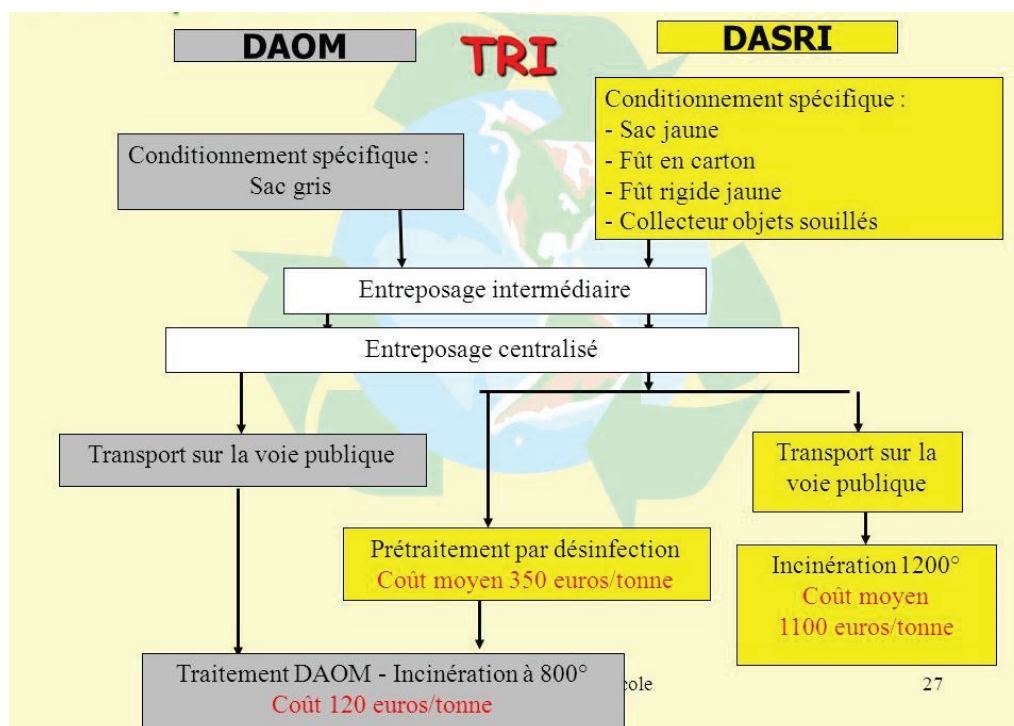 DAOM
TRI
DASRI
Conditionnement spécifique :
Sac gris
Conditionnement spécifique :
- Sac jaune
- Fût en carton
- Fût rigide jaune
- Collecteur objets souillés
Entreposage intermédiaire
Entreposage centralisé
Transport sur la voie publique
Transport sur la
voie publique
Prétraitement par désinfection
Coût moyen 350 euros/tonne
Incinération 1200°
Coût moyen
1100 euros/tonne
Traitement DAOM - Incinération à 800°
Coût 120 euros/tonne
27